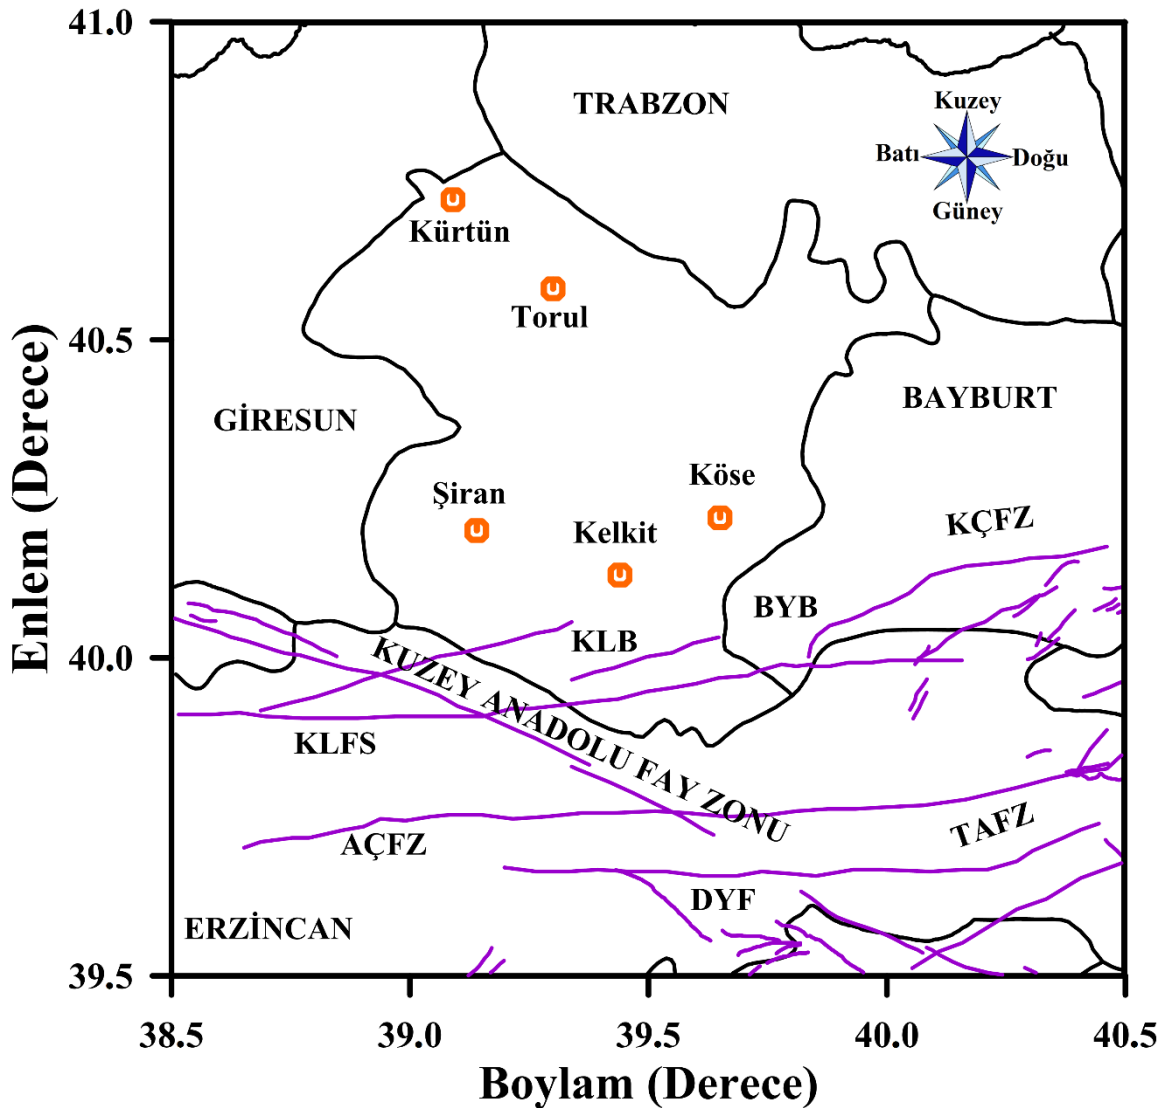 41.0
TRABZON
Kuzey
Batı
Doğu
Güney
Kürtün
Torul
40.5
GİRESUN
BAYBURT
Şiran
Köse
KÇFZ
Kelkit
BYB
KLB
40.0
KUZEY ANADOLU FAY ZONU
KLFS
AÇFZ
TAFZ
DYF
ERZİNCAN
39.5
38.5
39.0
39.5
40.0
40.5
Enlem (Derece)
Boylam (Derece)